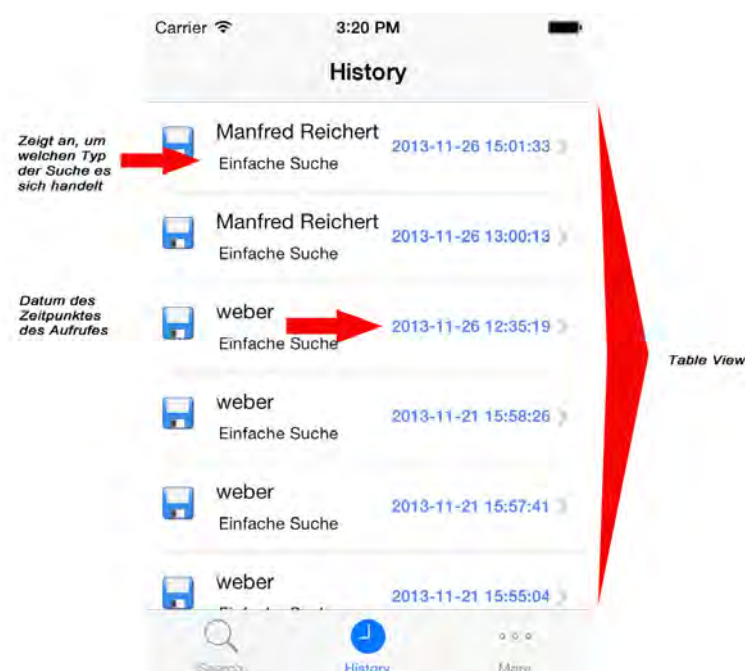 Carrier 3:20 PM
History
Zeigt an, um
welchen Typ
der Suche es
sich handelt
Manfred Reichert
Einfache Suche
2013-11-26 15:01:33
Manfred Reichert
Einfache Suche
2013-11-26 13:00:13
Datum des
Zeitpunktes
des Aufrufes
weber
Einfache Suche
2013-11-26 12:35:19
Table View
weber
Einfache Suche
2013-11-21 15:58:26
weber
Einfache Suche
2013-11-21 15:57:41
weber
2013-11-21 15:55:04
Search
History
More